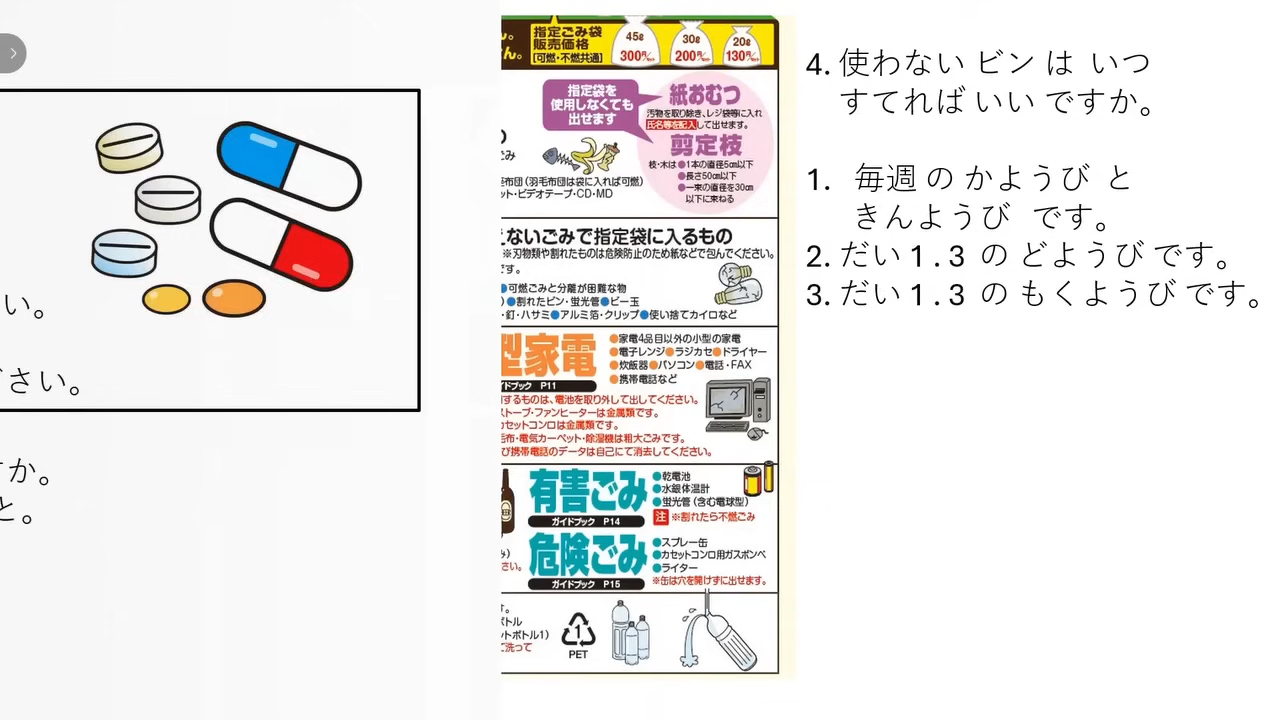 い。
さい。
か。
と。
ん。
指定ごみ袋
販売価格
[可燃・不燃共通]
45ℓ
300円
30ℓ
200円
20ℓ
130円
指定袋を
使用しなくても
出せます
紙おむつ
汚物を取り除き、レジ袋等に入れ
氏名等を記入して出せます。
剪定枝
枝・木は●1本の直径5cm以下
●長さ50cm以下
●一束の直径を30cm
以下に束ねる
ごみ
布団(羽毛布団は袋に入れば可燃)
ット・ビデオテープ・CD・MD
えないごみで指定袋に入るもの
※刃物類や割れたものは危険防止のため紙などで包んでください。
です。
●可燃ごみと分離が困難な物
)●割れたビン・蛍光管●ビー玉
・釘・ハサミ●アルミ箔・クリップ●使い捨てカイロなど
型家電
ドブック P11
●家電4品目以外の小型の家電
●電子レンジ●ラジカセ●ドライヤー
●炊飯器●パソコン●電話・FAX
●携帯電話など
するものは、電池を取り外して出してください。
ストーブ・ファンヒーターは金属類です。
カセットコンロは金属類です。
毛布・電気カーペット・除湿機は粗大ごみです。
び携帯電話のデータは自己にて消去してください。
有害ごみ
ガイドブック P14
●乾電池
●水銀体温計
●蛍光管(含む電球型)
注 ※割れたら不燃ごみ
危険ごみ
ガイドブック P15
●スプレー缶
●カセットコンロ用ガスボンベ
●ライター
※缶は穴を開けずに出せます。
み)
さい。
す。
ボトル
ットボトル1)
で洗って
1
PET
4. 使わない ビン は いつ
すてれば いい ですか。
1. 毎週 の かようび と
きんようび です。
2. だい 1 . 3 の どようび です。
3. だい 1 . 3 の もくようび です。